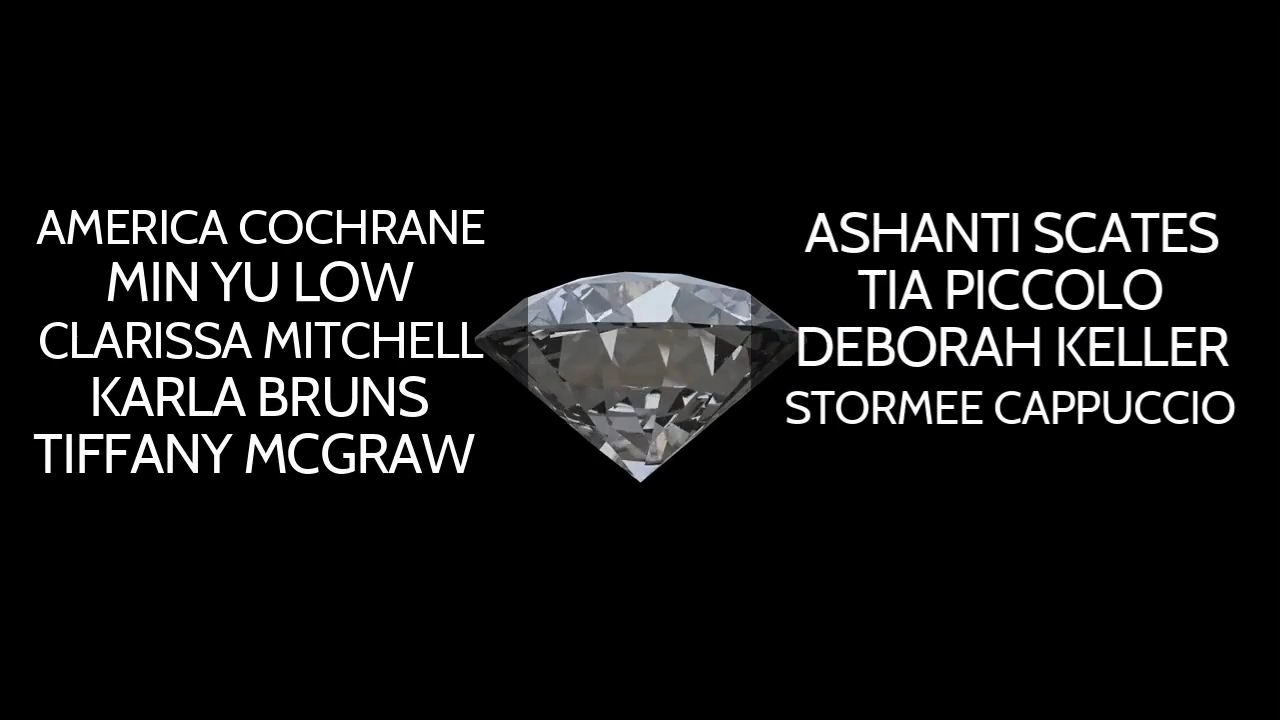 AMERICA COCHRANE
MIN YU LOW
CLARISSA MITCHELL
KARLA BRUNS
TIFFANY MCGRAW
ASHANTI SCATES
TIA PICCOLO
DEBORAH KELLER
STORMEE CAPPUCCIO